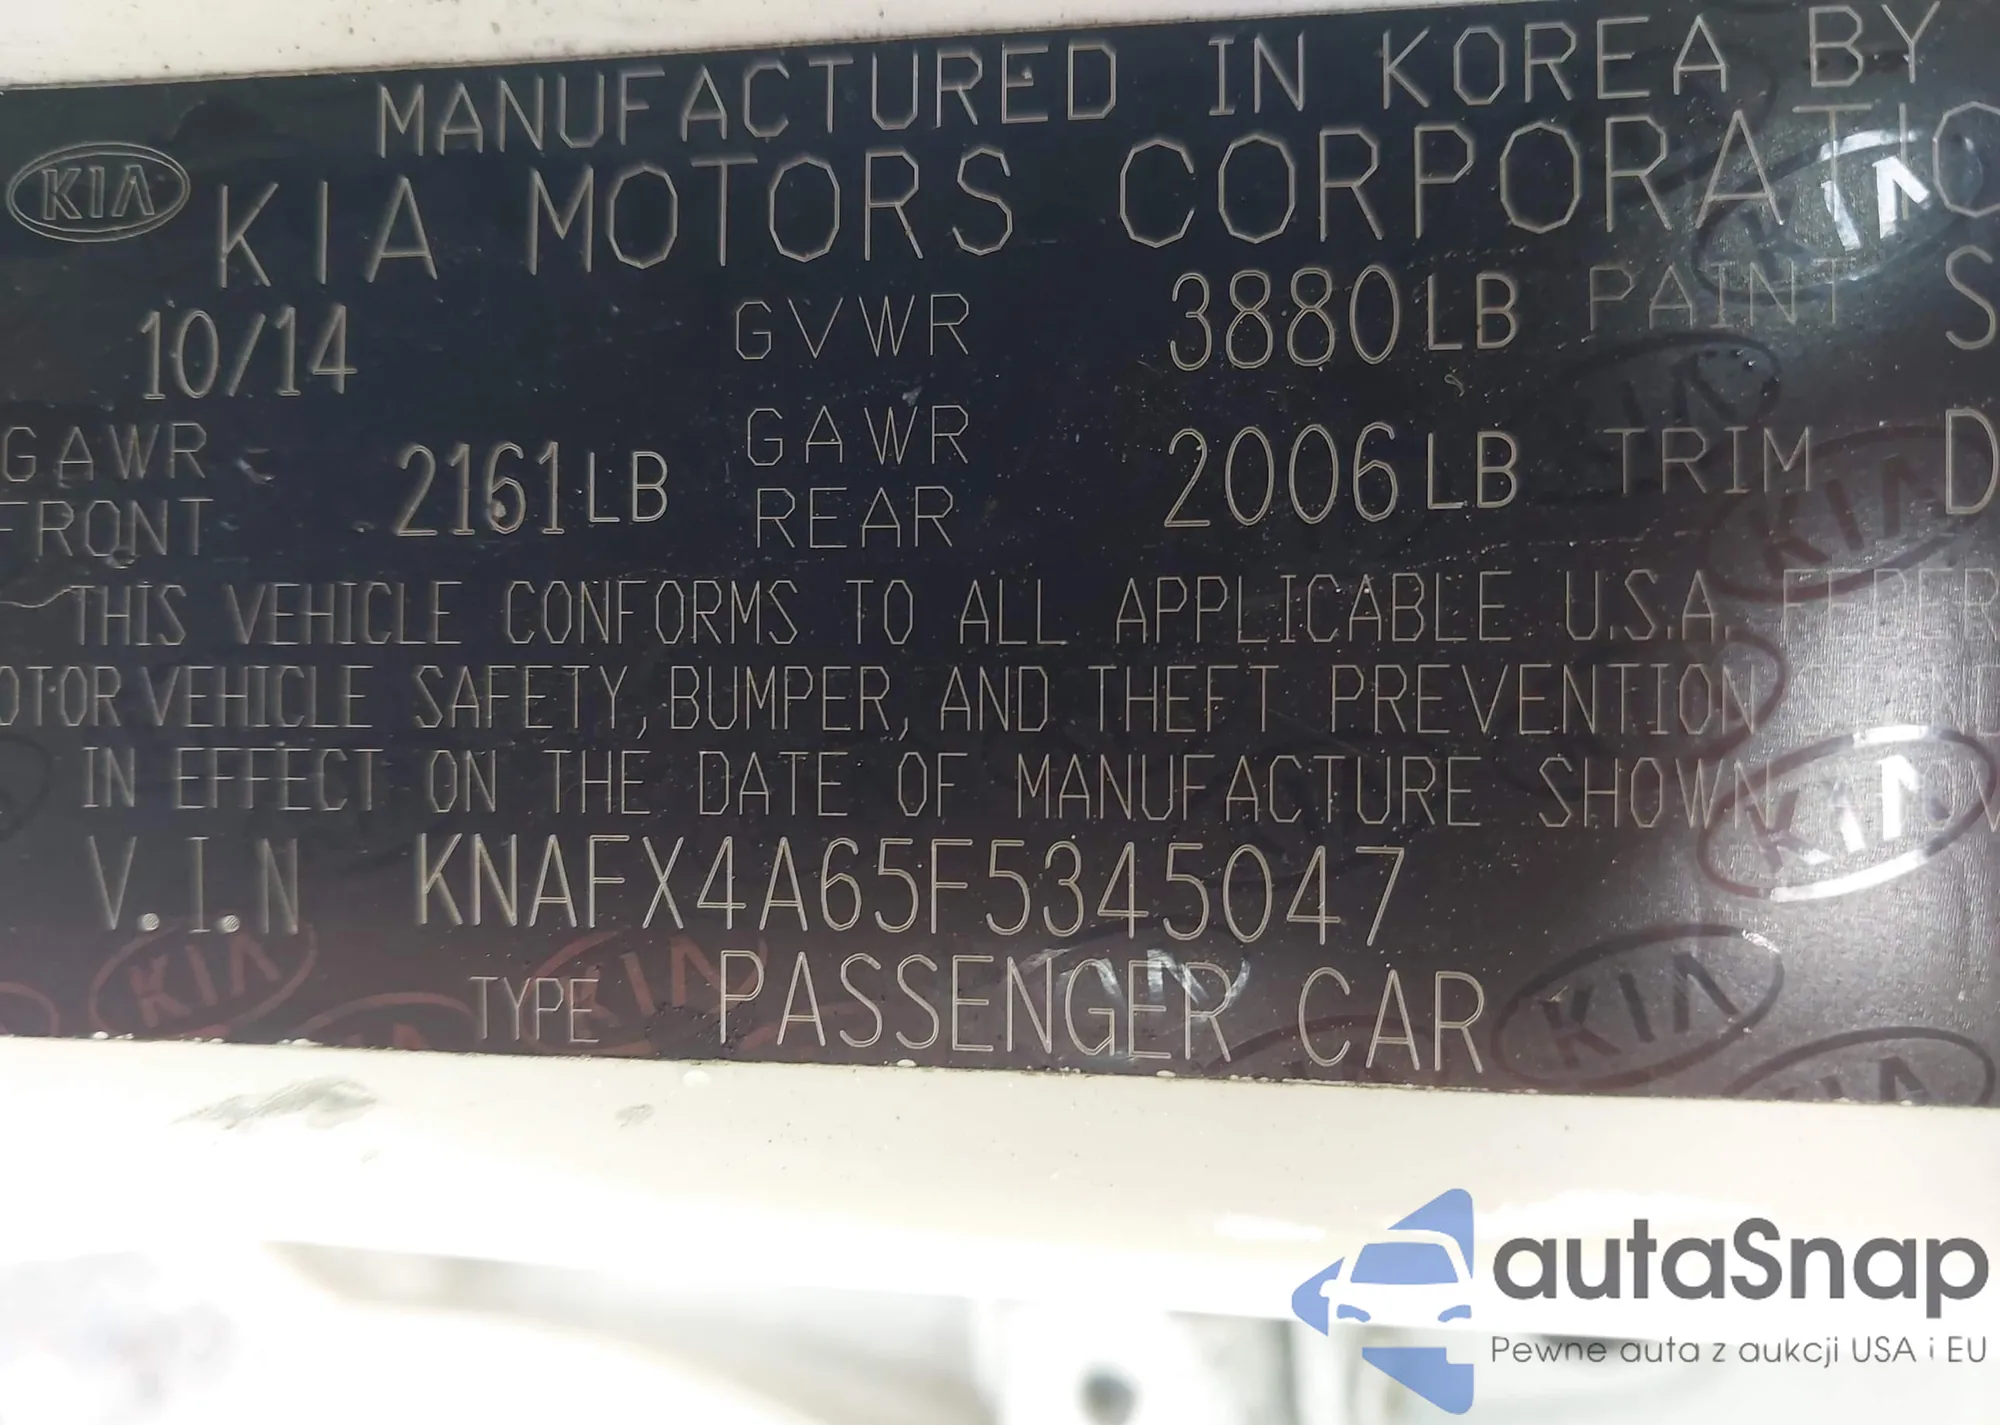 MANUFACTURED IN KOREA BY
KIA
KIA MOTORS CORPORATIO
10/14 GVWR 3880LB PAINT S
GAWR FRONT 2161LB GAWR REAR 2006LB TRIM D
THIS VEHICLE CONFORMS TO ALL APPLICABLE U.S.A. FEDER
OTOR VEHICLE SAFETY, BUMPER, AND THEFT PREVENTION
IN EFFECT ON THE DATE OF MANUFACTURE SHOWN
V.I.N KNAFX4A65F5345047
TYPE PASSENGER CAR
autaSnap
Pewne auta z aukcji USA i EU